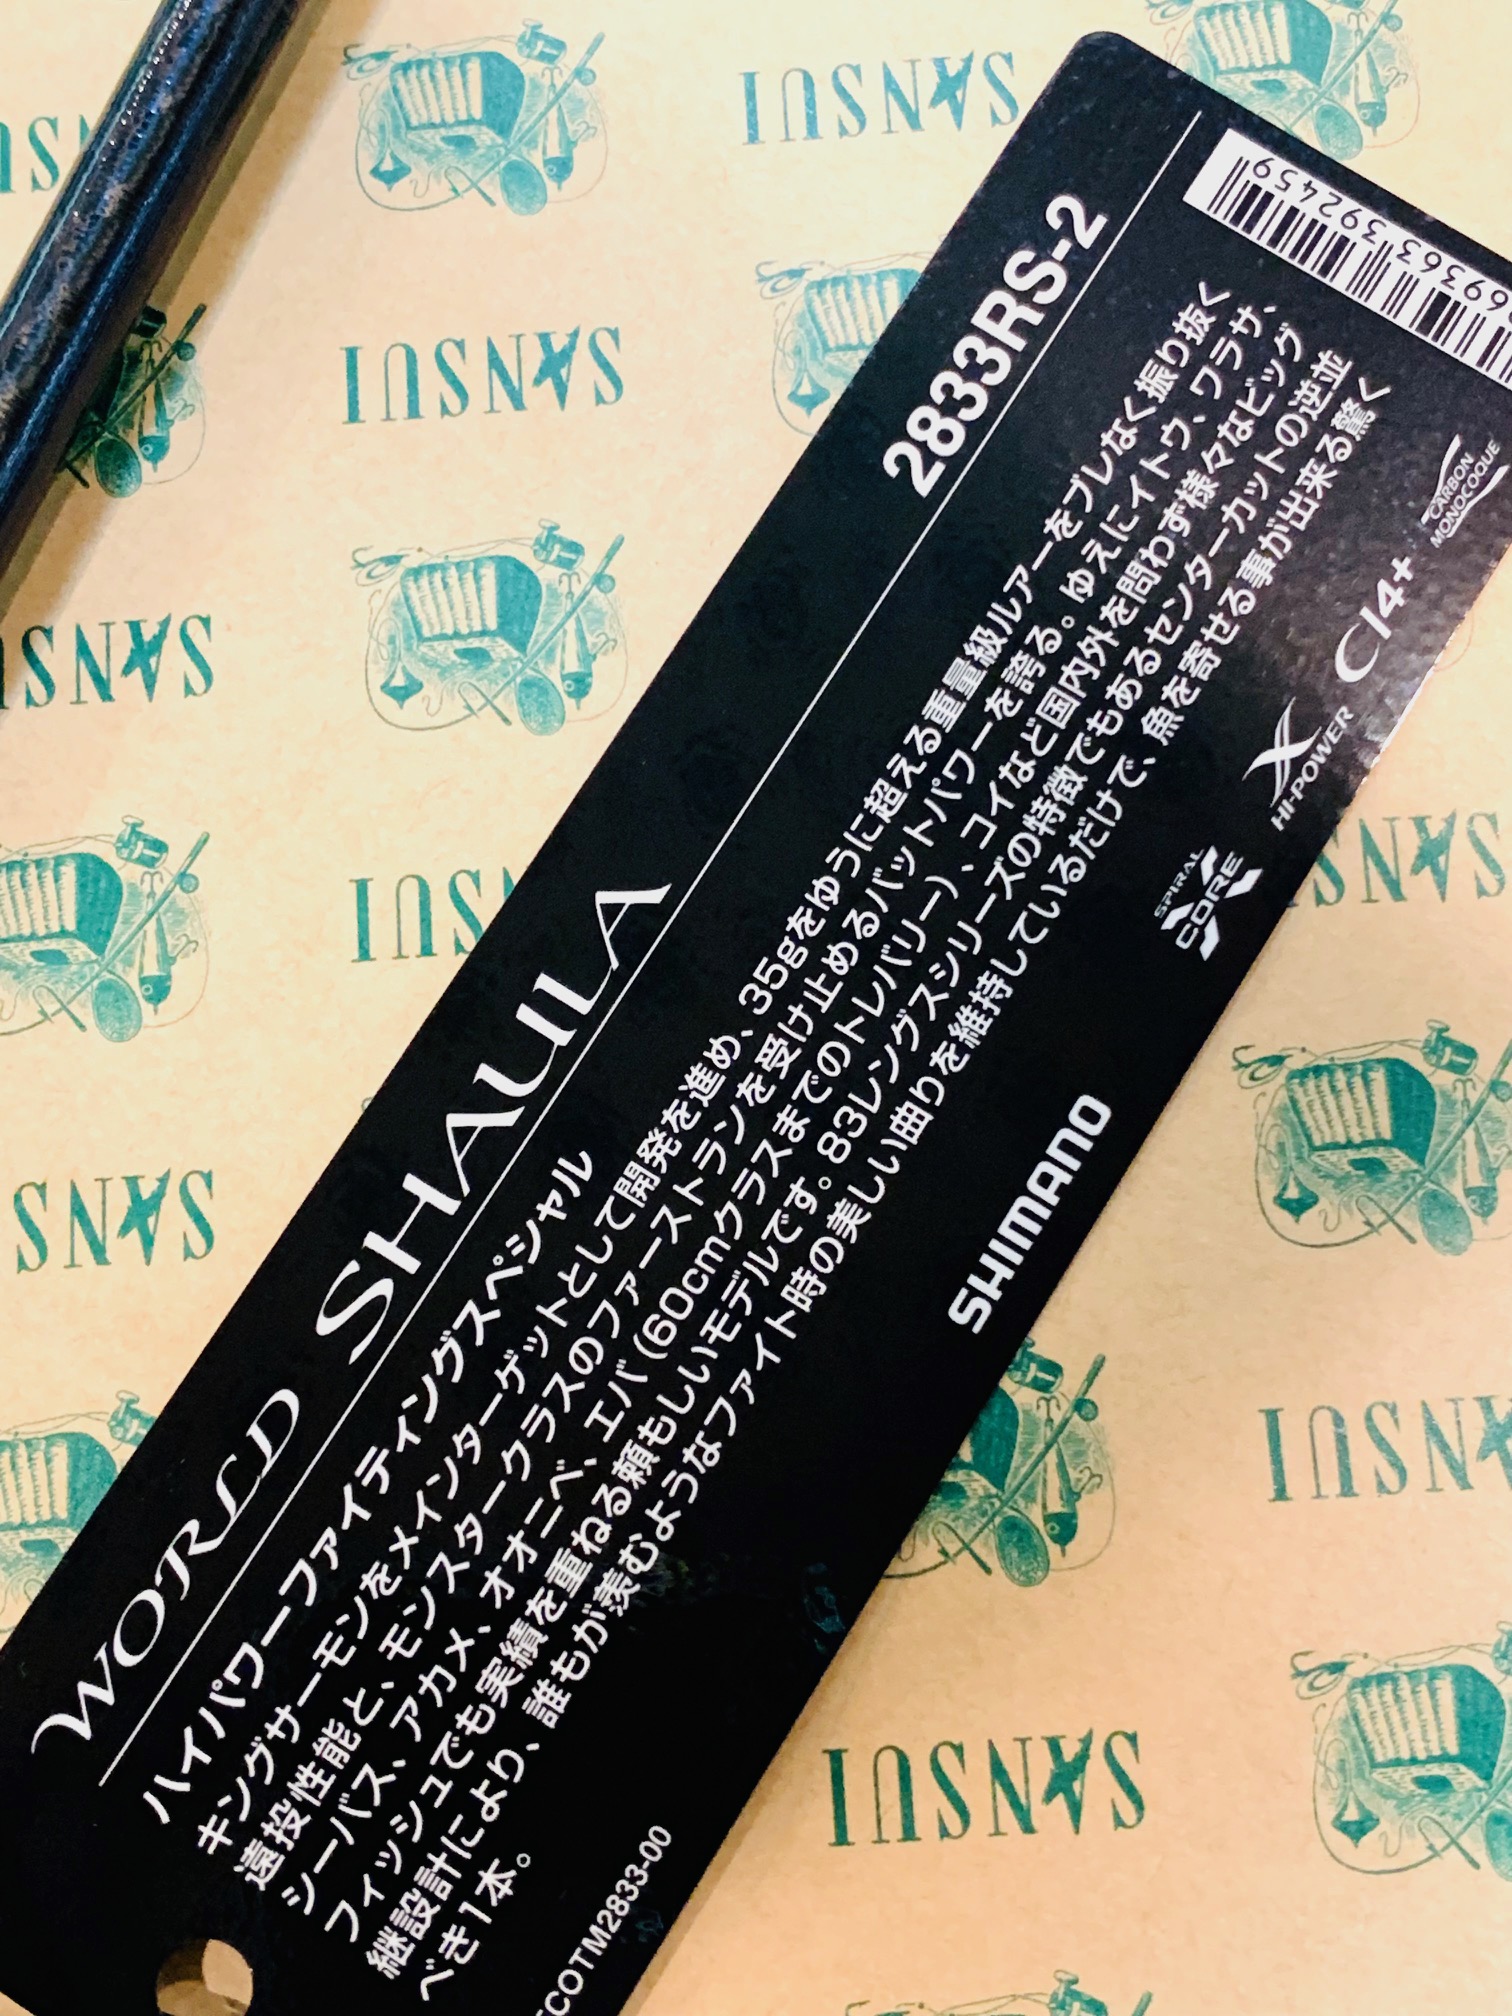 WORLD SHAULA 2833RS-2
ハイパワーファイティングスペシャル
キングサーモンをメインターゲットとして開発を進め、35gをゆうに超える重量級ルアーをブレなく振り抜く
遠投性能と、モンスタークラスのファーストランを受け止めるバットパワーを誇る。ゆえにイトウ、ワラサ、
シーバス、アカメ、オオニベ、エバ(60cmクラスまでのトレバリー)、コイなど国内外を問わず様々なビッグ
フィッシュでも実績を重ねる頼もしいモデルです。83レングスシリーズの特徴でもあるセンターカットの逆並
継設計により、誰もが羨むようなファイト時の美しい曲りを維持しているだけで、魚を寄せる事が出来る驚く
べき1本。
SHIMANO
SPIRAL
X
CORE
X
HI-POWER
CI4+
CARBON
MONOCOQUE
69363 392459
COTM2833-00
SANSUI
SANSUI
SANSUI
SANSUI
SANSUI
SANSUI
SANSUI
SANSUI
SANSUI